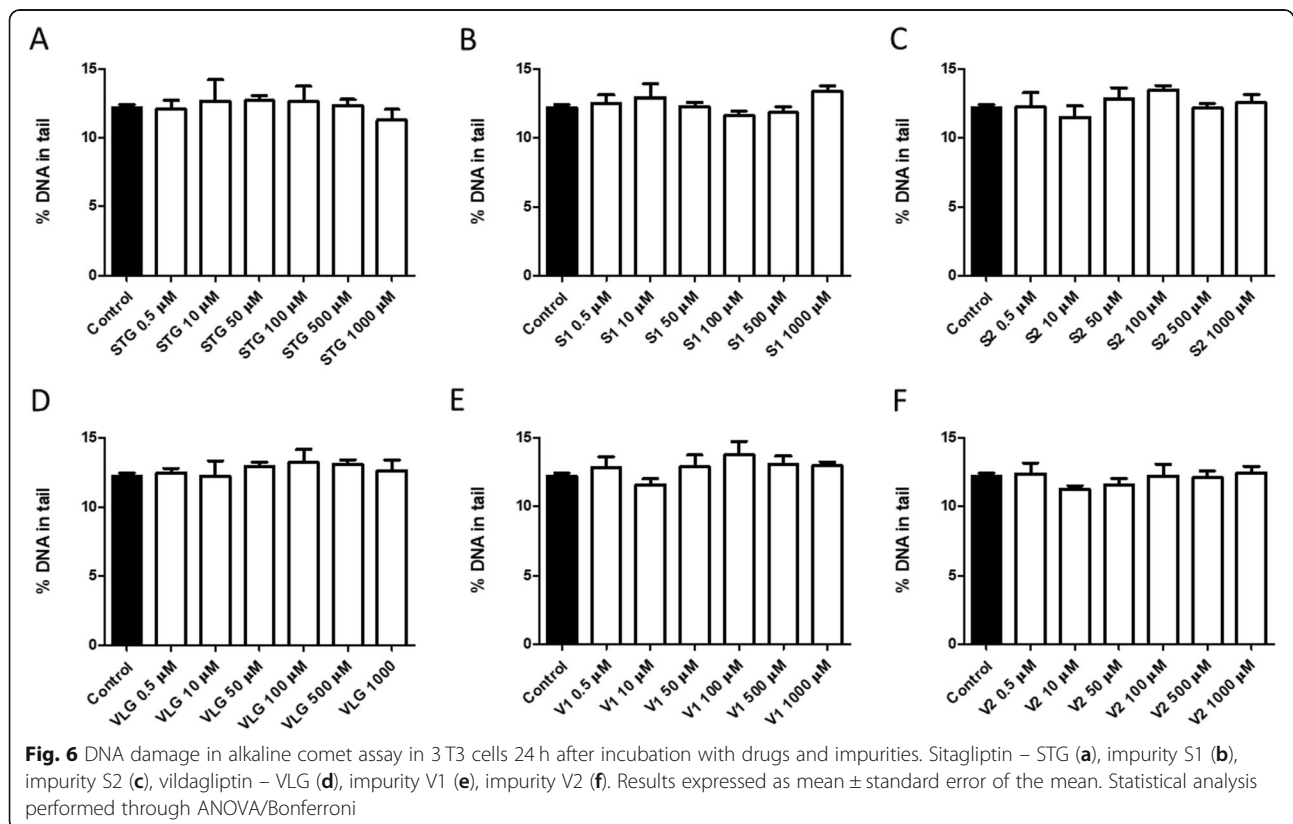 A
% DNA in tail
15
10
5
0
Control
STG 0.5 µM
STG 10 µM
STG 50 µM
STG 100 µM
STG 500 µM
STG 1000 µM
B
% DNA in tail
15
10
5
0
Control
S1 0.5 µM
S1 10 µM
S1 50 µM
S1 100 µM
S1 500 µM
S1 1000 µM
C
% DNA in tail
15
10
5
0
Control
S2 0.5 µM
S2 10 µM
S2 50 µM
S2 100 µM
S2 500 µM
S2 1000 µM
D
% DNA in tail
15
10
5
0
Control
VLG 0.5 µM
VLG 10 µM
VLG 50 µM
VLG 100 µM
VLG 500 µM
VLG 1000
E
% DNA in tail
15
10
5
0
Control
V1 0.5 µM
V1 10 µM
V1 50 µM
V1 100 µM
V1 500 µM
V1 1000 µM
F
% DNA in tail
15
10
5
0
Control
V2 0.5 µM
V2 10 µM
V2 50 µM
V2 100 µM
V2 500 µM
V2 1000 µM
Fig. 6 DNA damage in alkaline comet assay in 3 T3 cells 24 h after incubation with drugs and impurities. Sitagliptin – STG (a), impurity S1 (b),
impurity S2 (c), vildagliptin – VLG (d), impurity V1 (e), impurity V2 (f). Results expressed as mean ± standard error of the mean. Statistical analysis
performed through ANOVA/Bonferroni